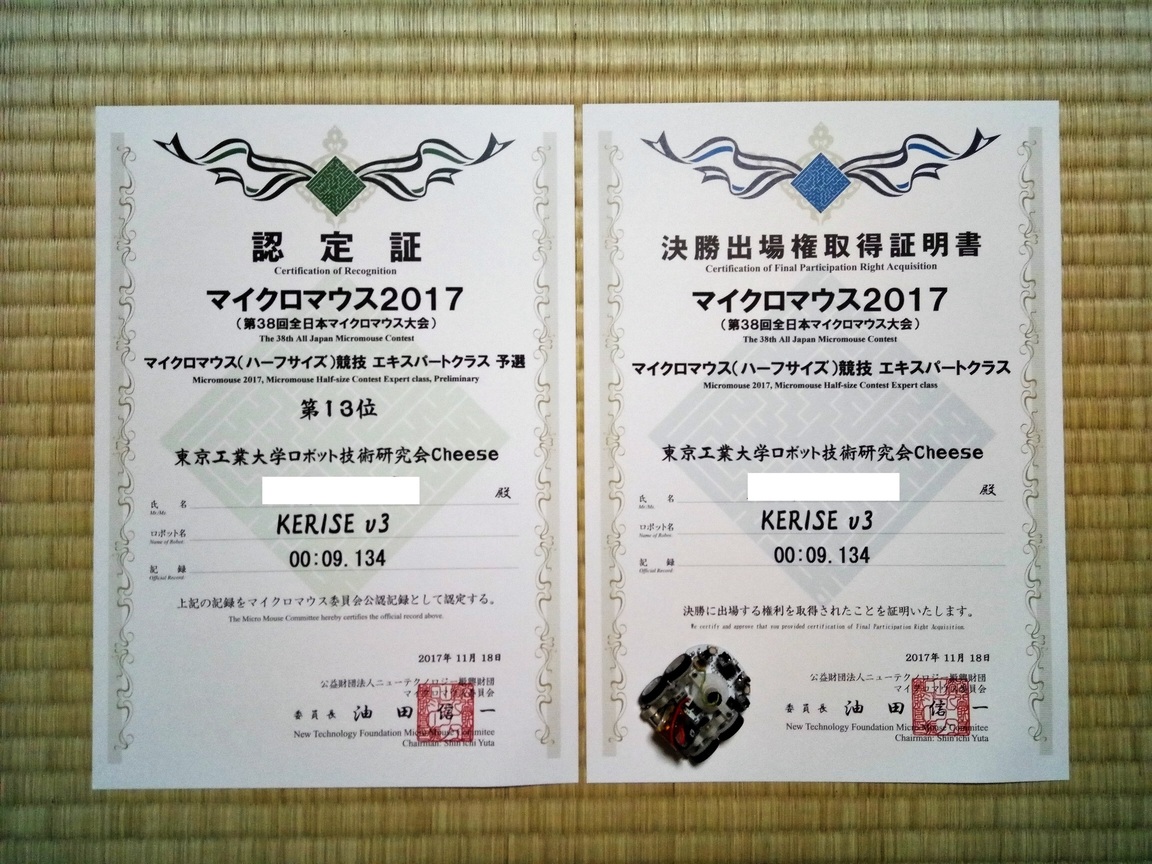 認定証
Certification of Recognition
マイクロマウス2017
(第38回全日本マイクロマウス大会)
The 38th All Japan Micromouse Contest
マイクロマウス(ハーフサイズ)競技 エキスパートクラス 予選
Micromouse 2017, Micromouse Half-size Contest Expert class, Preliminary
第13位
東京工業大学ロボット技術研究会Cheese
氏 名 殿
Mr./Ms.
ロボット名 KERISE v3
Name of Robot
記 録 00:09.134
Official Record
上記の記録をマイクロマウス委員会公認記録として認定する。
The Micro Mouse Committee hereby certifies the official record above.
2017年 11月 18日
公益財団法人ニューテクノロジー振興財団
マイクロマウス委員会
委員長 油田信一
New Technology Foundation Micro Mouse Committee
Chairman: Shin'ichi Yuta
決勝出場権取得証明書
Certification of Final Participation Right Acquisition
マイクロマウス2017
(第38回全日本マイクロマウス大会)
The 38th All Japan Micromouse Contest
マイクロマウス(ハーフサイズ)競技 エキスパートクラス
Micromouse 2017, Micromouse Half-size Contest Expert class
東京工業大学ロボット技術研究会Cheese
氏 名 殿
Mr./Ms.
ロボット名 KERISE v3
Name of Robot
記 録 00:09.134
Official Record
決勝に出場する権利を取得されたことを証明いたします。
We certify and approve that you provided certification of Final Participation Right Acquisition.
2017年 11月 18日
公益財団法人ニューテクノロジー振興財団
マイクロマウス委員会
委員長 油田信一
New Technology Foundation Micro Mouse Committee
Chairman: Shin'ichi Yuta